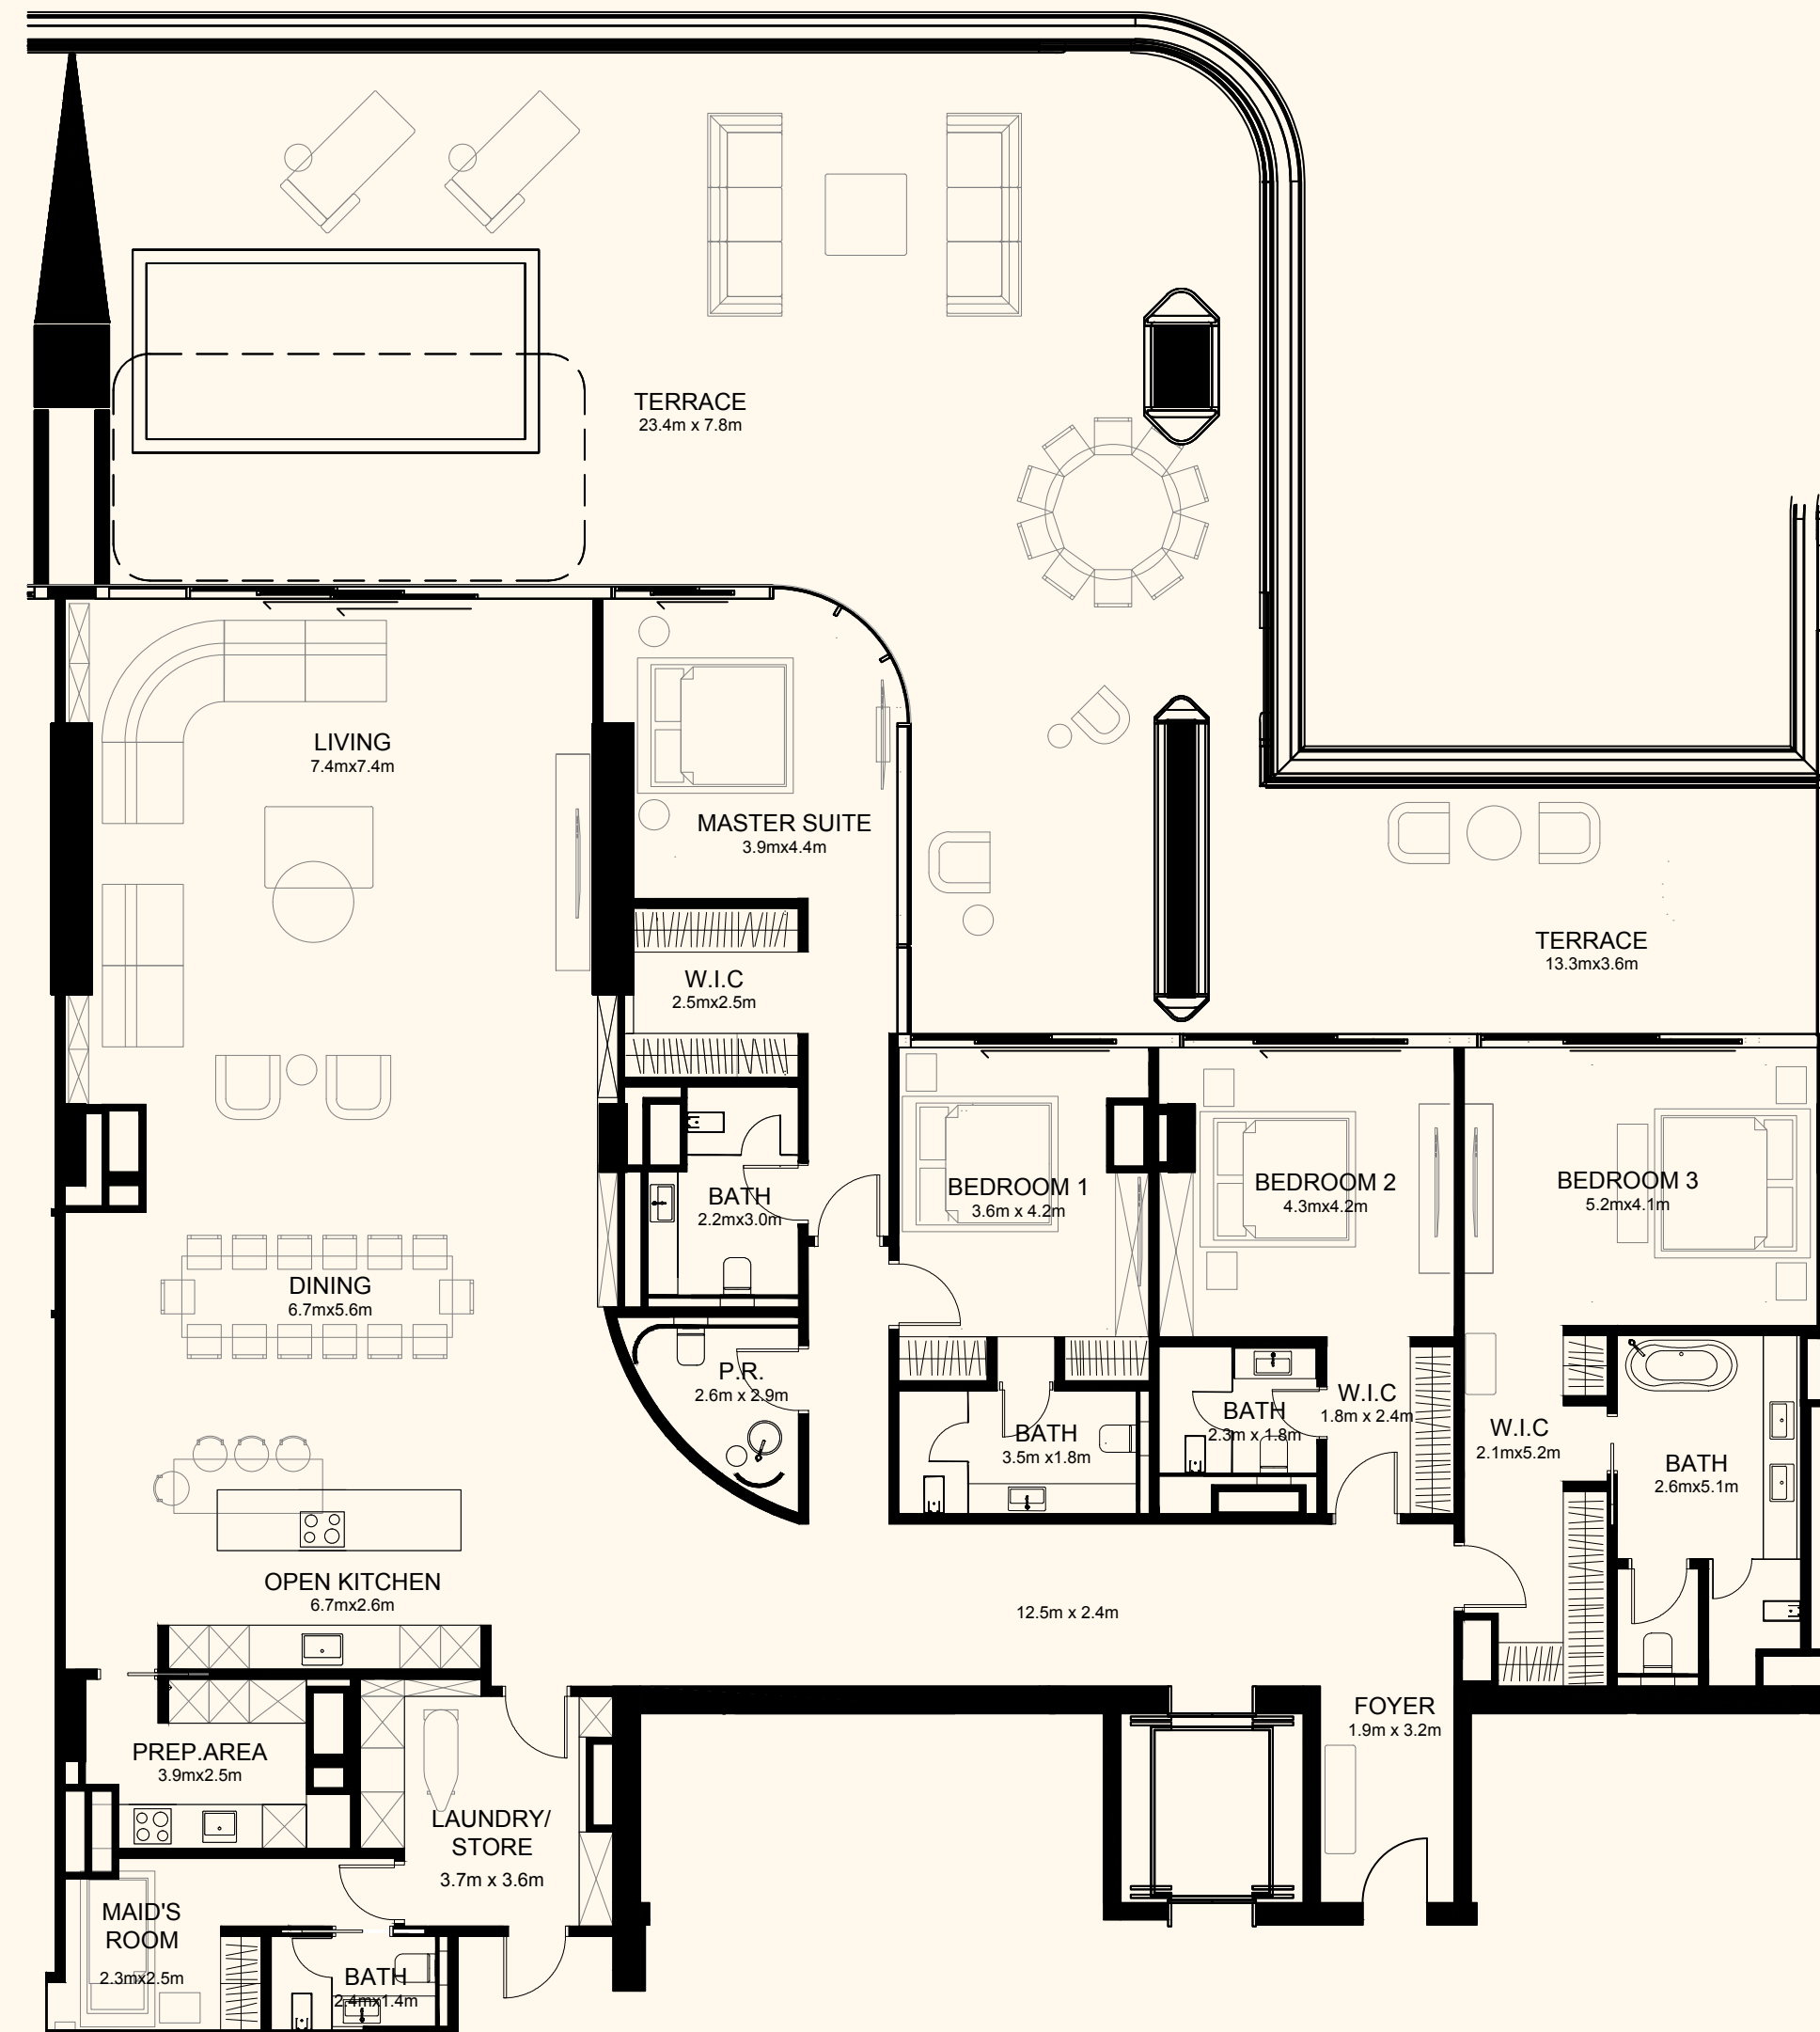 TERRACE
23.4m x 7.8m
LIVING
7.4mx7.4m
MASTER SUITE
3.9mx4.4m
TERRACE
13.3mx3.6m
W.I.C
2.5mx2.5m
BATH
2.2mx3.0m
BEDROOM 1
3.6m x 4.2m
BEDROOM 2
4.3mx4.2m
BEDROOM 3
5.2mx4.1m
DINING
6.7mx5.6m
P.R.
2.6m x 2.9m
BATH
3.5m x1.8m
BATH
2.3m x 1.8m
W.I.C
1.8m x 2.4m
W.I.C
2.1mx5.2m
BATH
2.6mx5.1m
OPEN KITCHEN
6.7mx2.6m
12.5m x 2.4m
FOYER
1.9m x 3.2m
PREP.AREA
3.9mx2.5m
LAUNDRY/
STORE
3.7m x 3.6m
MAID'S
ROOM
2.3mx2.5m
BATH
2.4mx1.4m